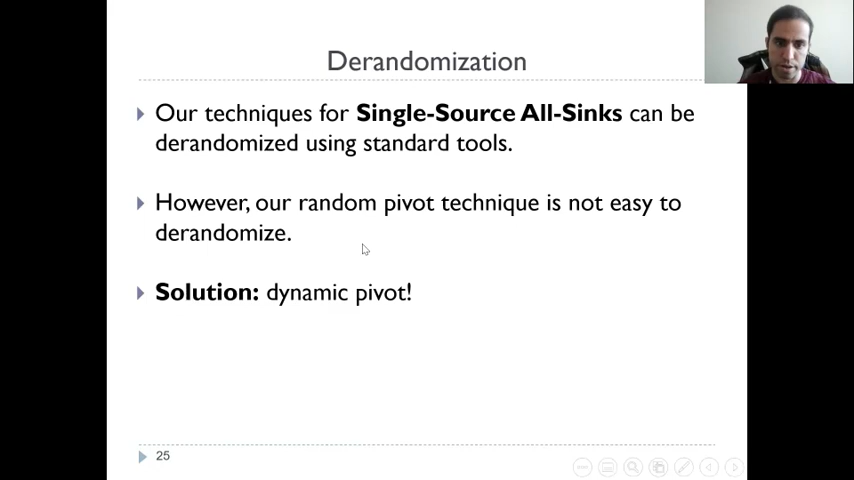 Derandomization
Our techniques for Single-Source All-Sinks can be
derandomized using standard tools.
However, our random pivot technique is not easy to
derandomize.
Solution: dynamic pivot!
25